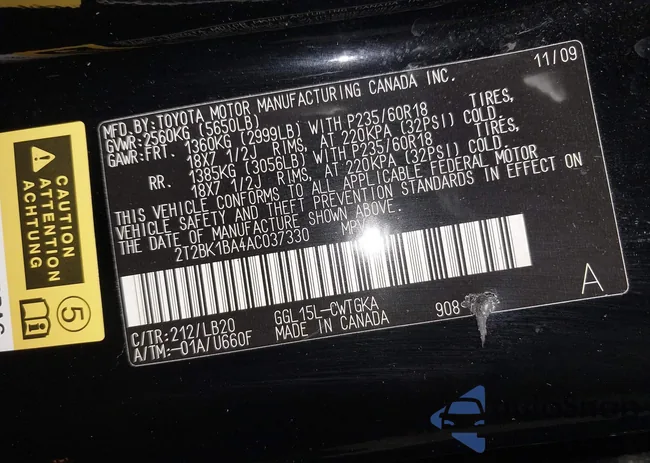 MFD. BY: TOYOTA MOTOR MANUFACTURING CANADA INC. 11/09
GVWR: 2560KG (5650LB)
GAWR: FRT. 1360KG (2999LB) WITH P235/60R18 TIRES,
18X7 1/2J RIMS, AT 220KPA (32PSI) COLD.
RR. 1385KG (3056LB) WITH P235/60R18 TIRES,
18X7 1/2J RIMS, AT 220KPA (32PSI) COLD.
THIS VEHICLE CONFORMS TO ALL APPLICABLE FEDERAL MOTOR
VEHICLE SAFETY AND THEFT PREVENTION STANDARDS IN EFFECT ON
THE DATE OF MANUFACTURE SHOWN ABOVE.
2T2BK1BA4AC037330 MPV
A
C/TR: 212/LB20 GGL15L-CWTGKA
A/TM: -01A/U660F MADE IN CANADA 908-
CAUTION
ATTENTION
ACHTUNG
5